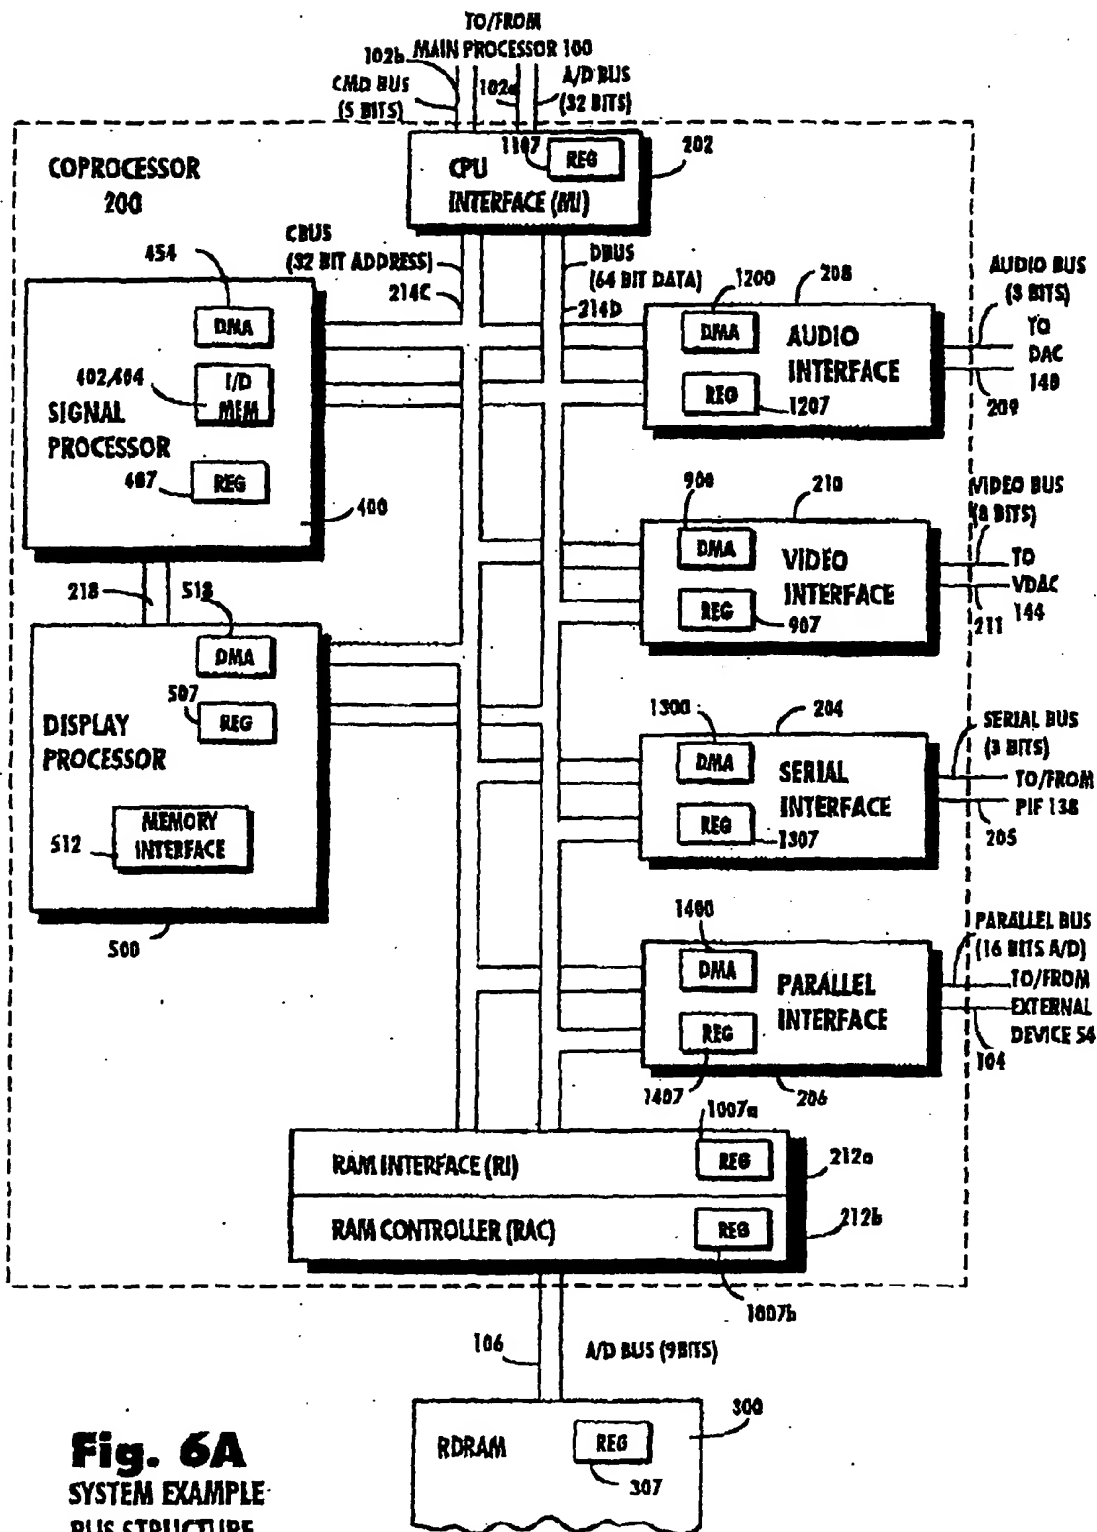 TO/FROM
MAIN PROCESSOR 100
102b
CMD BUS
(5 BITS)
102a
A/D BUS
(32 BITS)
COPROCESSOR
200
1107
REG
202
CPU
INTERFACE (MI)
CBUS
(32 BIT ADDRESS)
214C
DBUS
(64 BIT DATA)
214D
454
DMA
402/404
I/D
MEM
SIGNAL
PROCESSOR
407
REG
400
1200
208
DMA
AUDIO
INTERFACE
REG
1207
AUDIO BUS
(3 BITS)
TO
DAC
140
209
900
210
DMA
VIDEO
INTERFACE
REG
907
VIDEO BUS
(8 BITS)
TO
VDAC
144
211
218
518
DMA
507
REG
DISPLAY
PROCESSOR
MEMORY
INTERFACE
512
500
1300
204
DMA
SERIAL
INTERFACE
REG
1307
SERIAL BUS
(3 BITS)
TO/FROM
PIF 138
205
1400
DMA
PARALLEL
INTERFACE
REG
1407
206
PARALLEL BUS
(16 BITS A/D)
TO/FROM
EXTERNAL
DEVICE 54
104
1007a
RAM INTERFACE (RI)
REG
212a
RAM CONTROLLER (RAC)
REG
212b
1007b
106
A/D BUS (9BITS)
300
RDRAM
REG
307
Fig. 6A
SYSTEM EXAMPLE
BUS STRUCTURE